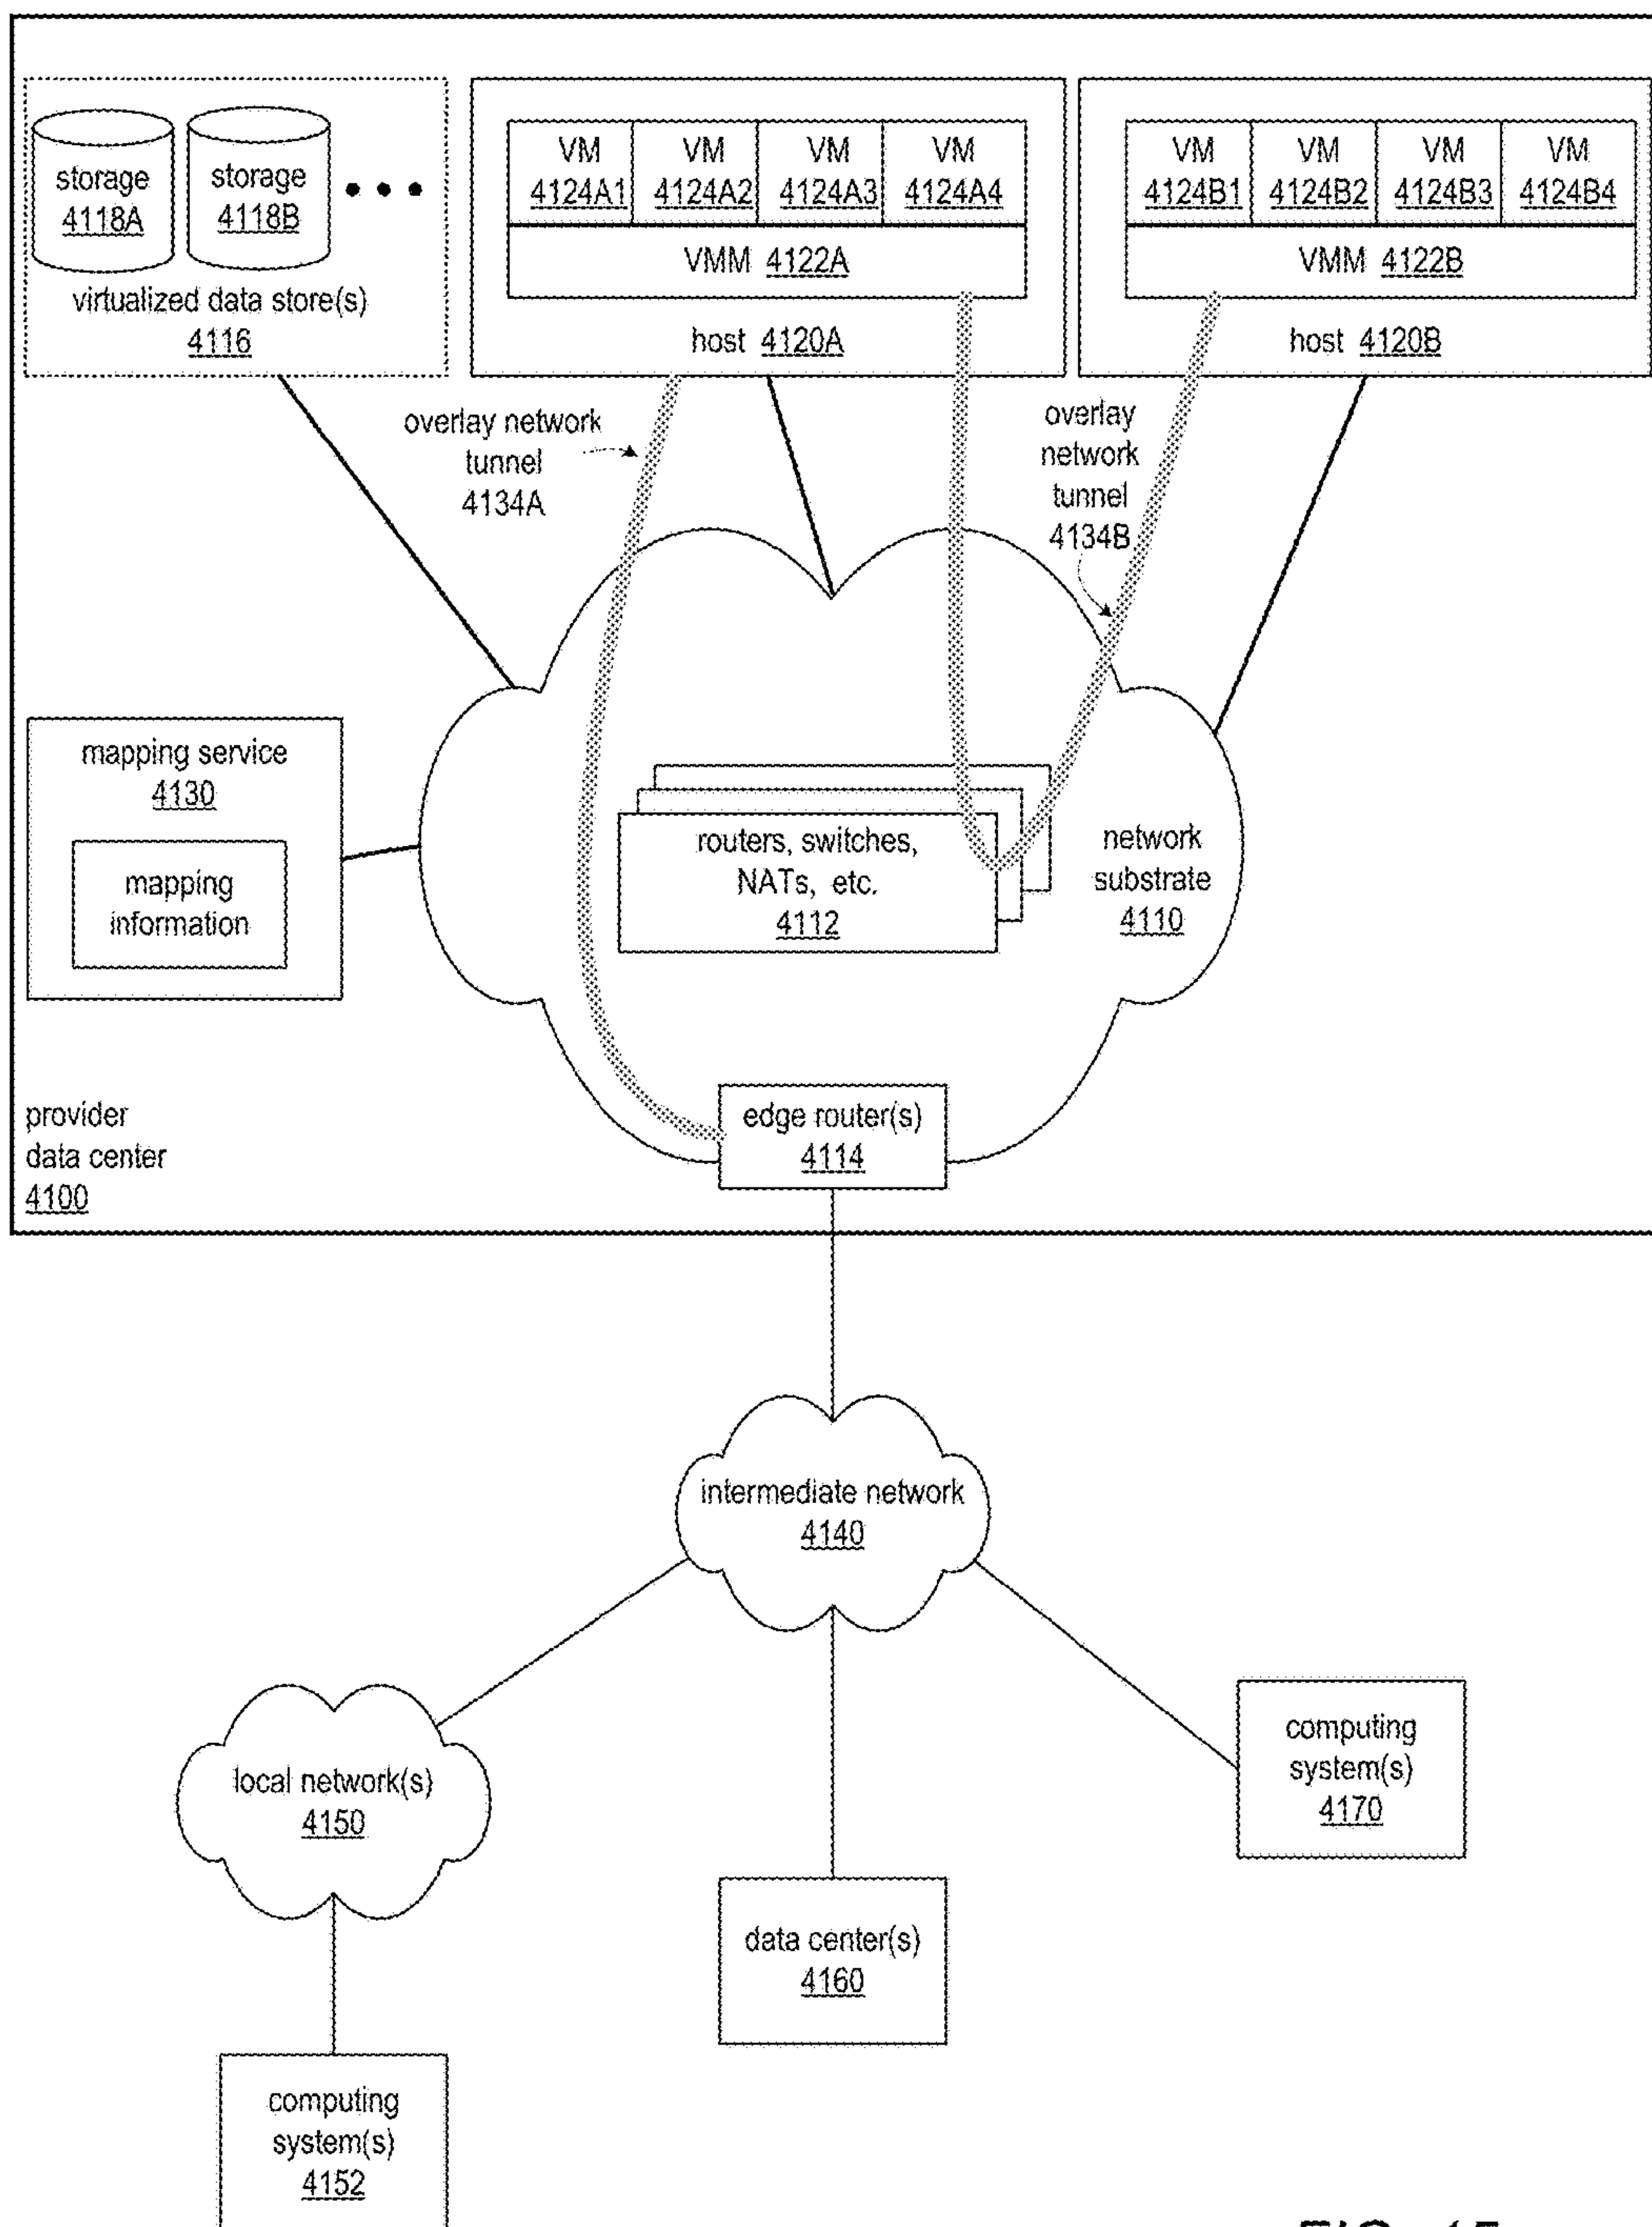 storage
4118A
storage
4118B
virtualized data store(s)
4116
VM
4124A1
VM
4124A2
VM
4124A3
VM
4124A4
VMM 4122A
host 4120A
VM
4124B1
VM
4124B2
VM
4124B3
VM
4124B4
VMM 4122B
host 4120B
overlay network
tunnel
4134A
overlay
network
tunnel
4134B
mapping service
4130
mapping
information
routers, switches,
NATs, etc.
4112
network
substrate
4110
edge router(s)
4114
provider
data center
4100
intermediate network
4140
local network(s)
4150
computing
system(s)
4170
data center(s)
4160
computing
system(s)
4152